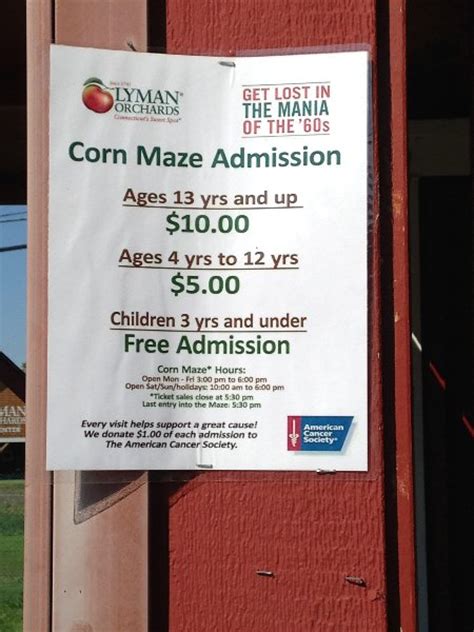 Since 1741
LYMAN®
ORCHARDS
Connecticut's Sweet Spot®
GET LOST IN
THE MANIA
OF THE '60s
Corn Maze Admission
Ages 13 yrs and up
$10.00
Ages 4 yrs to 12 yrs
$5.00
Children 3 yrs and under
Free Admission
Corn Maze* Hours:
Open Mon - Fri 3:00 pm to 6:00 pm
Open Sat/Sun/holidays: 10:00 am to 6:00 pm
*Ticket sales close at 5:30 pm
Last entry into the Maze: 5:30 pm
Every visit helps support a great cause!
We donate $1.00 of each admission to
The American Cancer Society.
American
Cancer
Society®